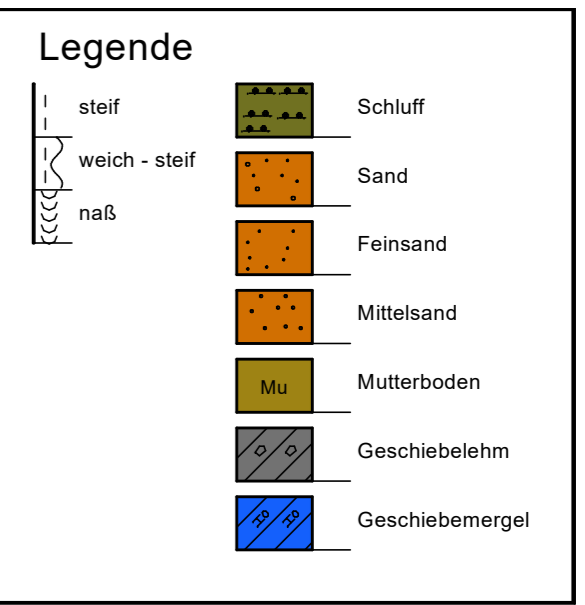 Legende
steif
weich - steif
naß
Schluff
Sand
Feinsand
Mittelsand
Mu
Mutterboden
Geschiebelehm
Geschiebemergel